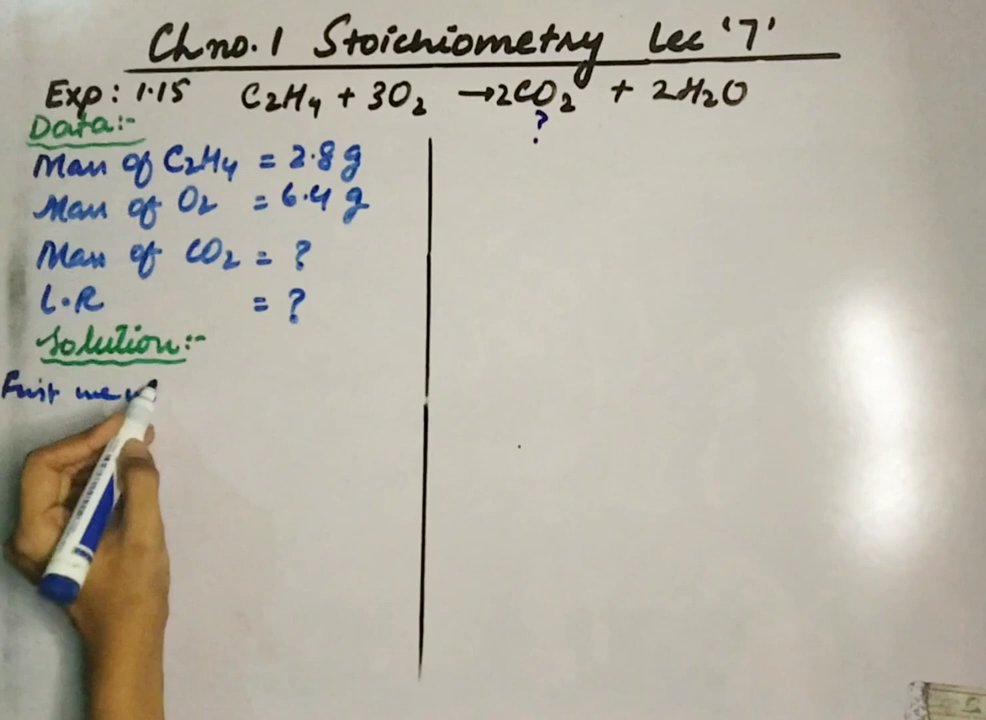 Ch no. 1 Stoichiometry Lec '7'
Exp: 1.15 C2H4 + 3O2 → 2CO2 + 2H2O
?
Data:-
Mass of C2H4 = 2.8 g
Mass of O2 = 6.4 g
Mass of CO2 = ?
L.R = ?
Solution:-
First we